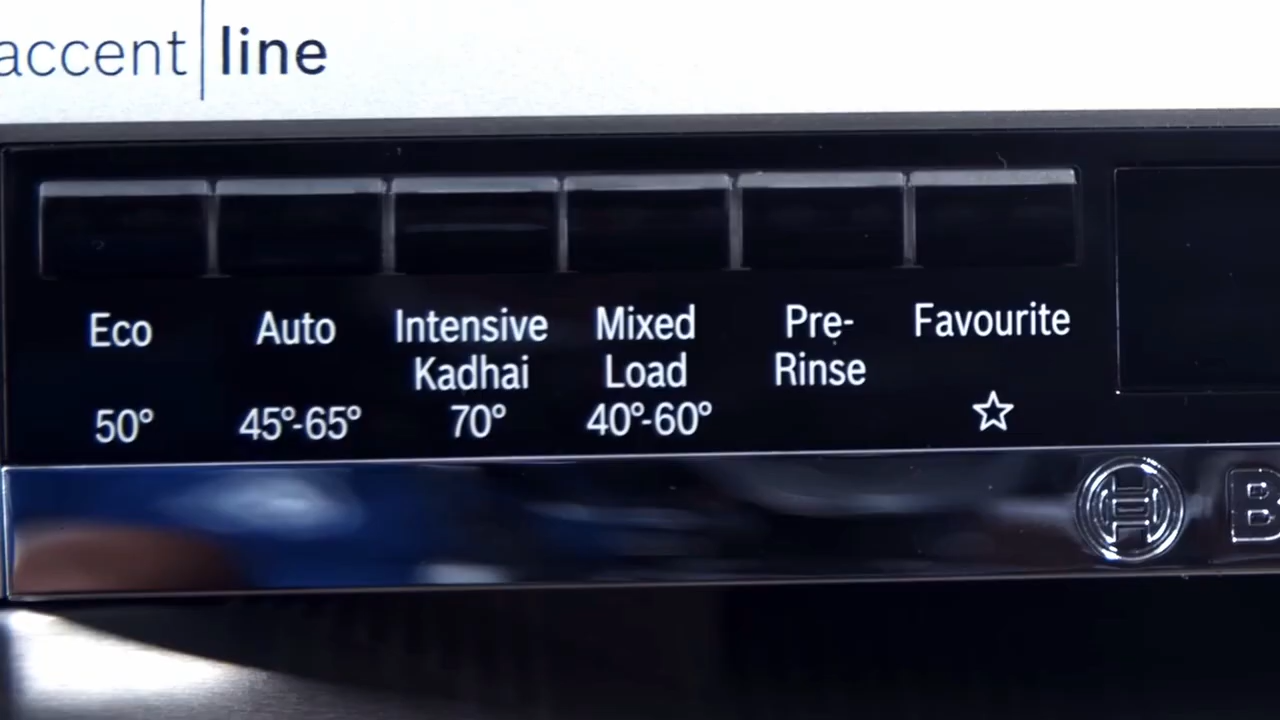 accent line
Eco Auto Intensive Kadhai Mixed Load Pre-Rinse Favourite
50° 45°-65° 70° 40°-60°
B